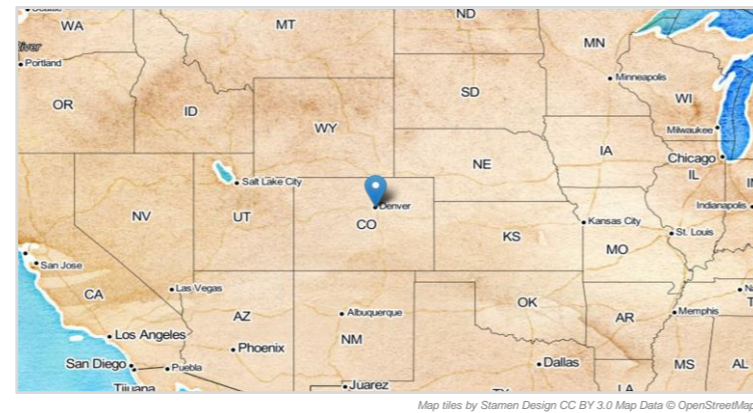 Seattle
WA
MT
ND
MN
River
Portland
Minneapolis
OR
ID
SD
WI
WY
Milwaukee
IA
Chicago
NE
IL
Salt Lake City
Denver
Indianapolis
NV
UT
CO
Kansas City
KS
St. Louis
MO
San Jose
Las Vegas
CA
OK
Albuquerque
AZ
AR
Memphis
Los Angeles
NM
Phoenix
San Diego
Dallas
MS
AL
Puebla
Juarez
Tijuana
LA
Map tiles by Stamen Design CC BY 3.0 Map Data © OpenStreetMap